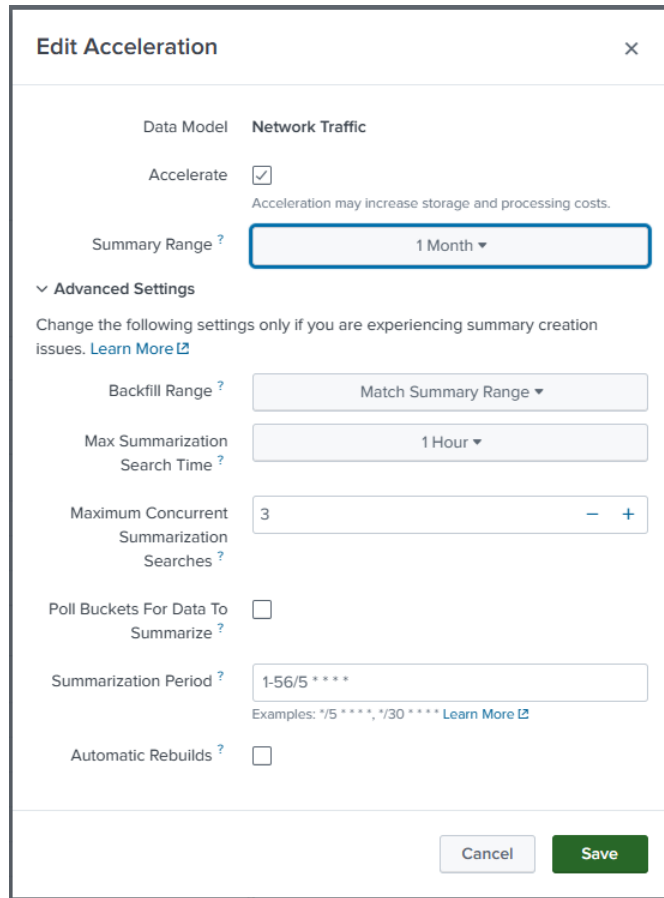 Edit Acceleration
Data Model Network Traffic
Accelerate
Acceleration may increase storage and processing costs.
Summary Range ? 1 Month
Advanced Settings
Change the following settings only if you are experiencing summary creation
issues. Learn More
Backfill Range ? Match Summary Range
Max Summarization
Search Time ? 1 Hour
Maximum Concurrent
Summarization
Searches ? 3 − +
Poll Buckets For Data To
Summarize ?
Summarization Period ? 1-56/5 * * * *
Examples: */5 * * * *, */30 * * * * Learn More
Automatic Rebuilds ?
Cancel Save